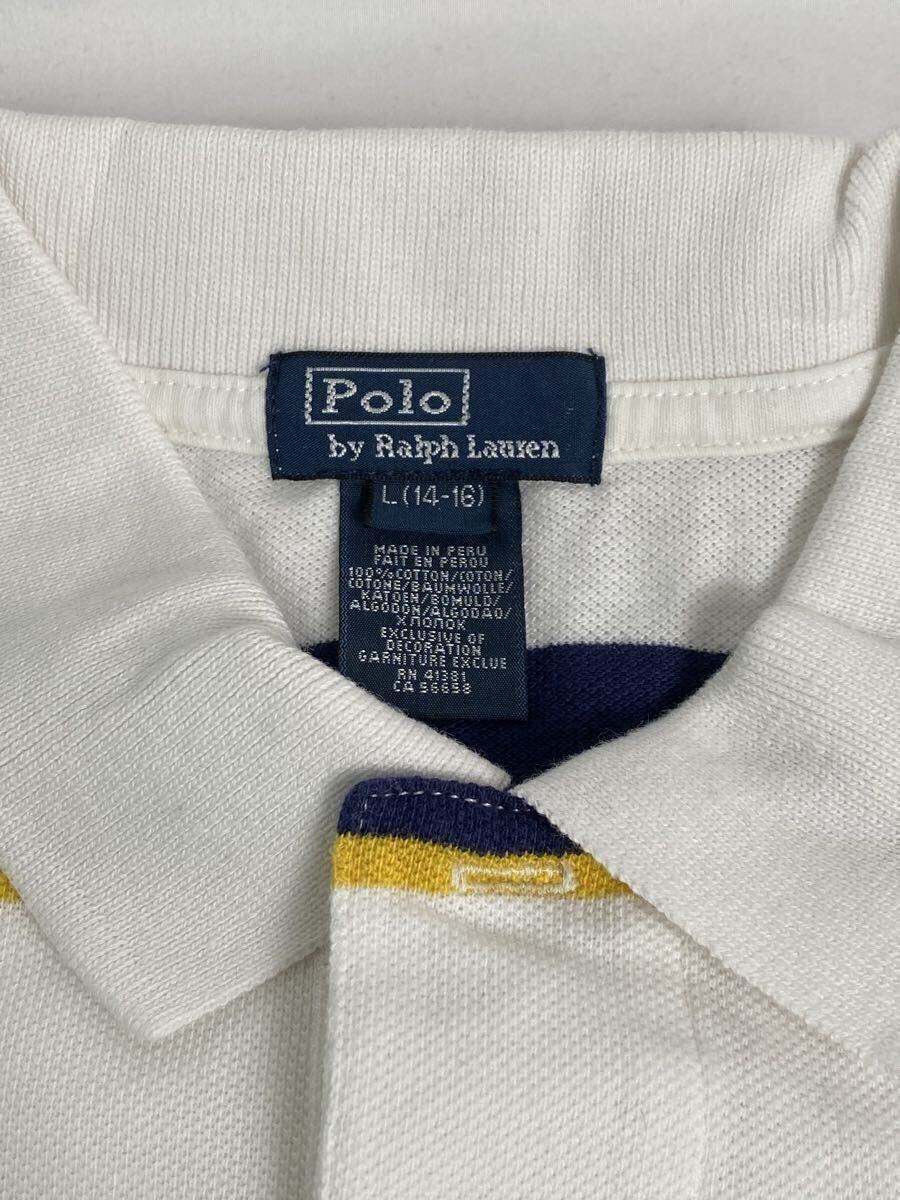 Polo
by Ralph Lauren
L (14-16)
MADE IN PERU
FAIT EN PEROU
100% COTTON/COTON/
COTONE/BAUMWOLLE/
KATOEN/BOMULD/
ALGODON/ALGODAO/
ХЛОПОК
EXCLUSIVE OF
DECORATION
GARNITURE EXCLUE
RN 41381
CA 56658